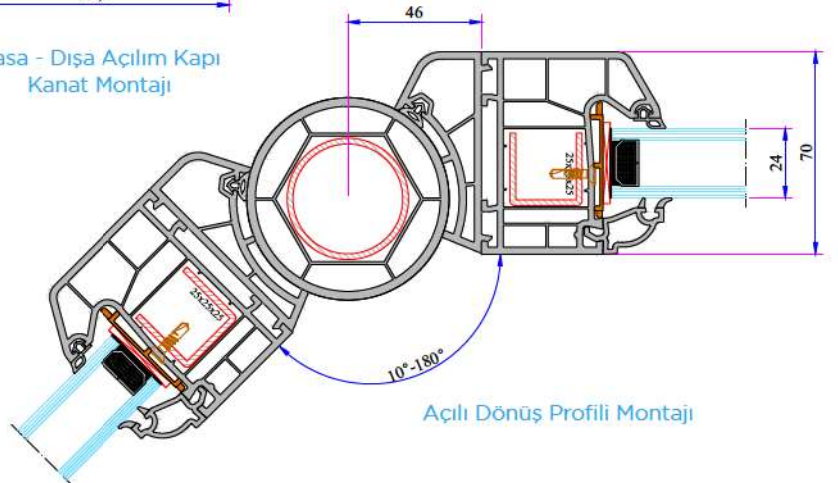 46
asa - Dışa Açılım Kapı
Kanat Montajı
25x25x25
24
70
25x25x25
10°-180°
Açılı Dönüş Profili Montajı